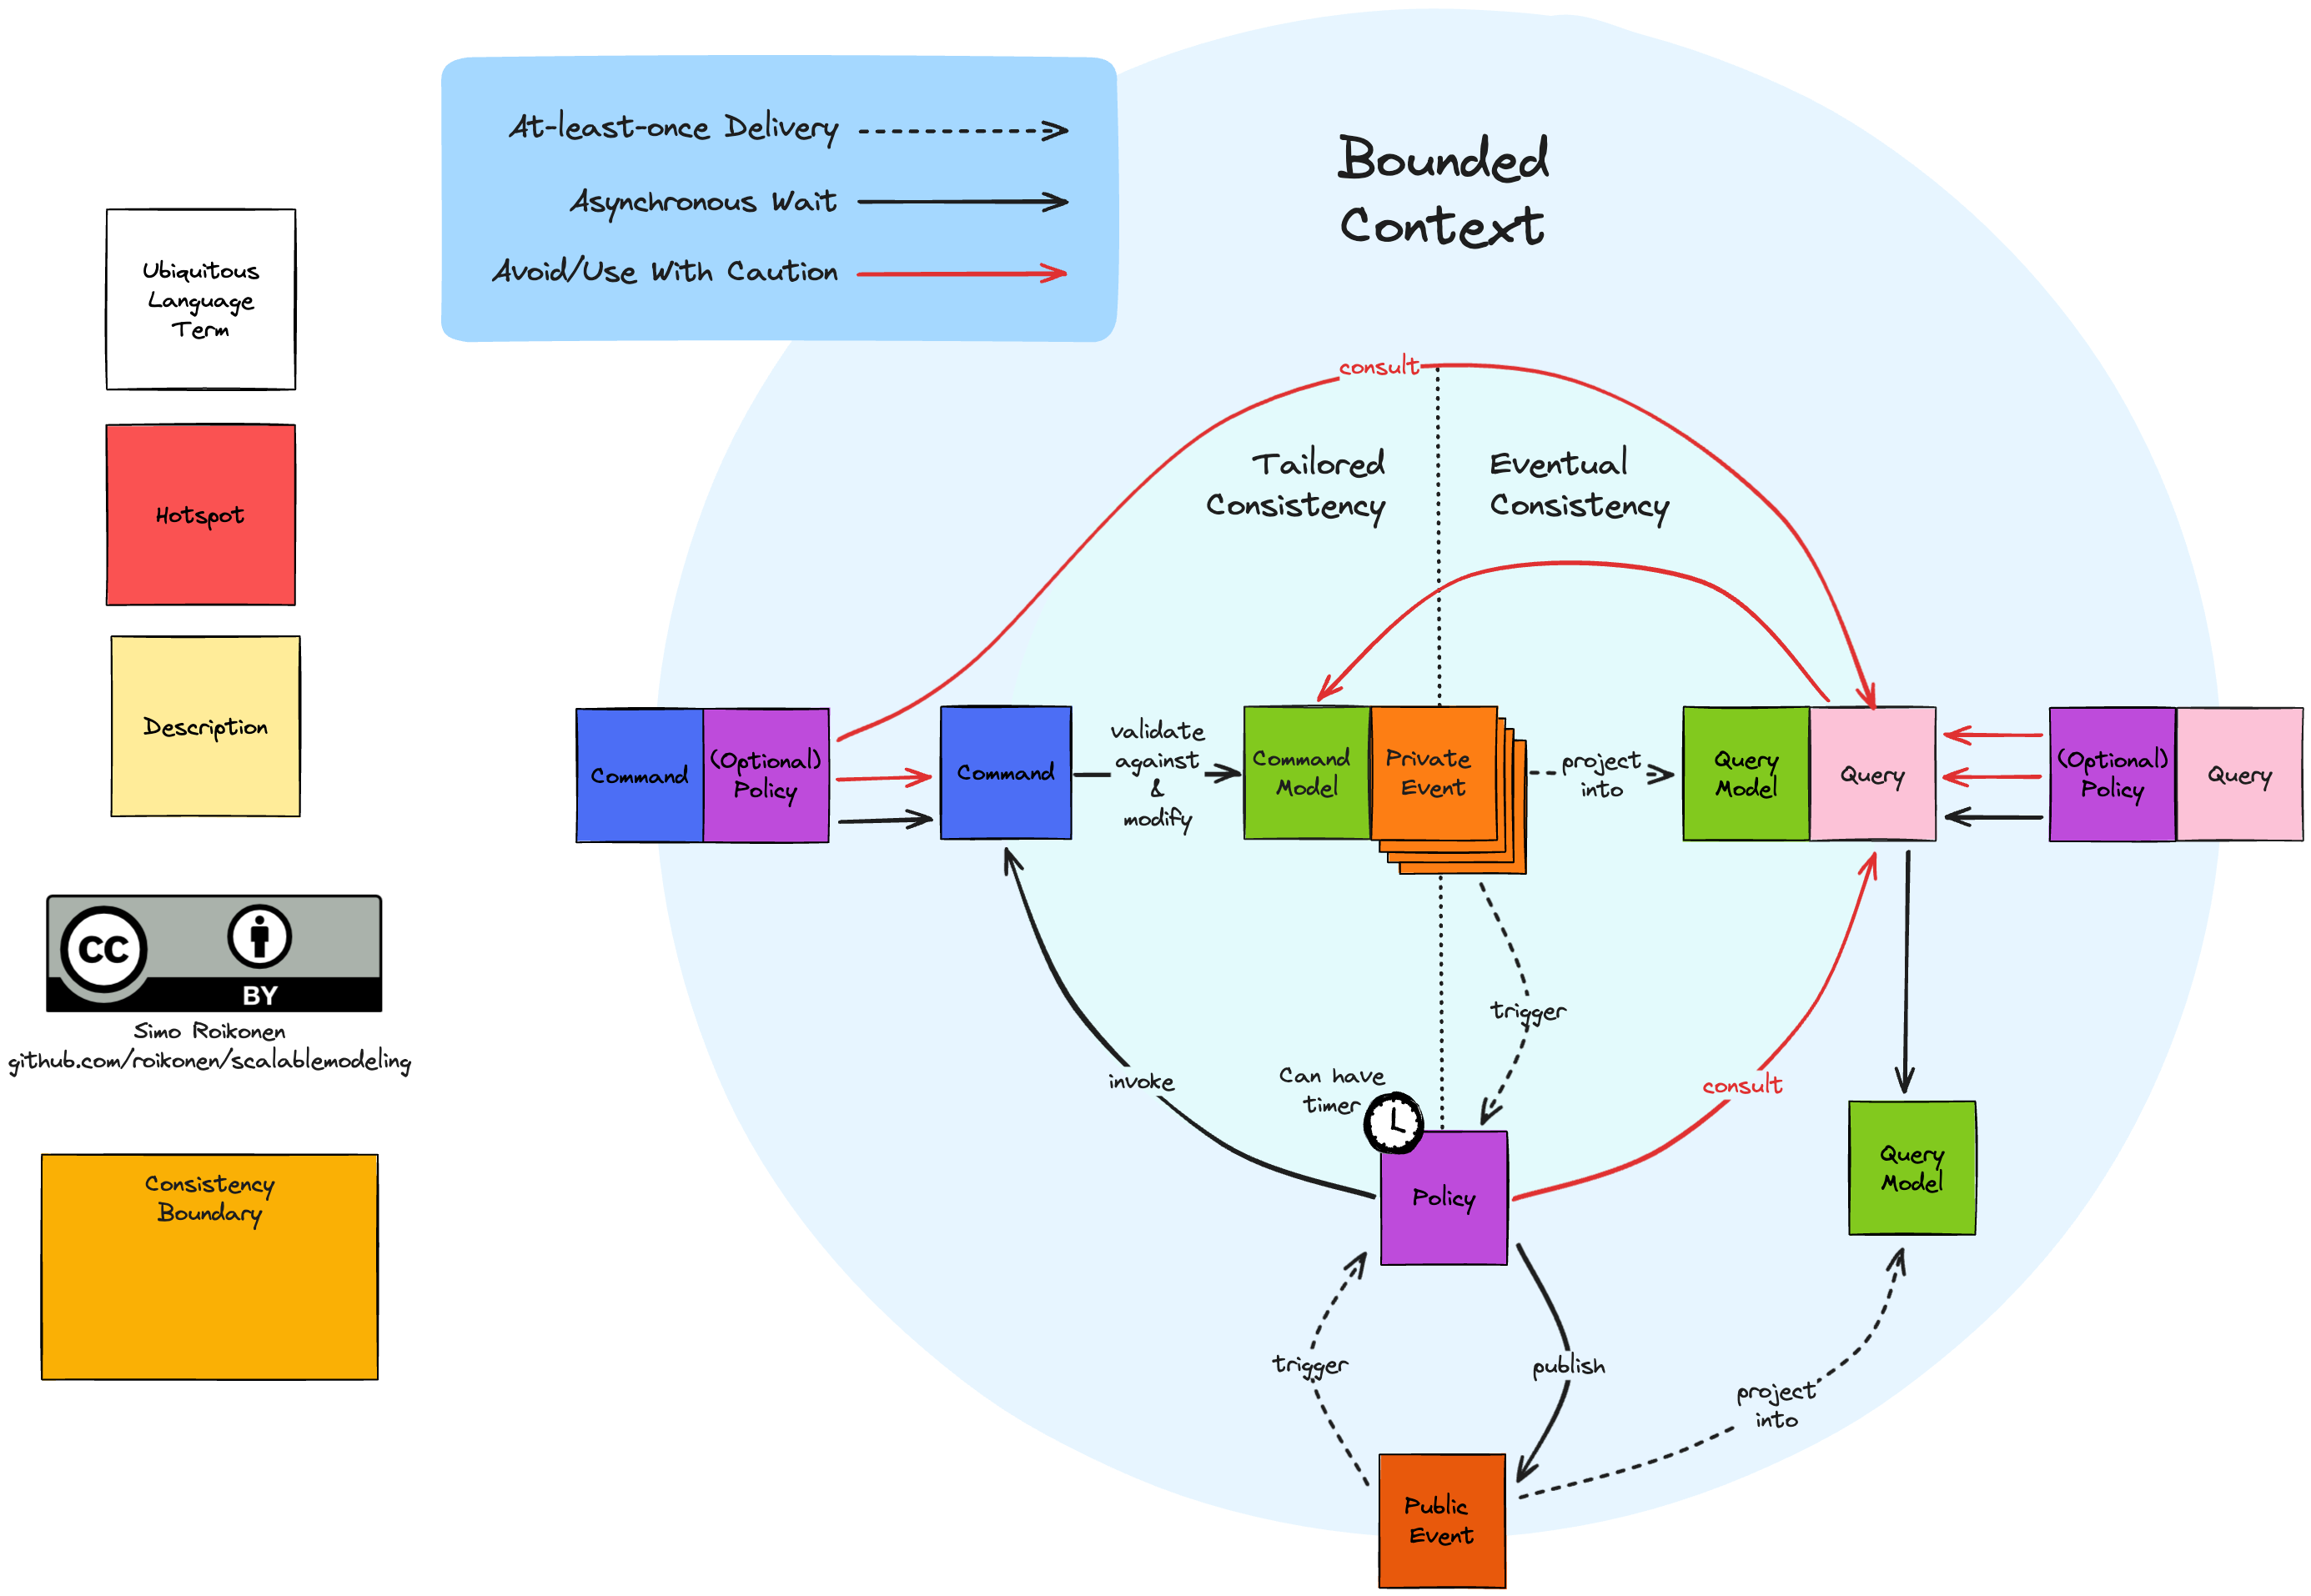 At-least-once Delivery
Asynchronous Wait
Avoid/Use With Caution
Bounded
Context
Ubiquitous
Language
Term
Hotspot
Description
CC
BY
Simo Roikonen
github.com/roikonen/scalablemodeling
Consistency
Boundary
consult
Tailored
Consistency
Eventual
Consistency
Command
(Optional)
Policy
Command
validate
against
&
modify
Command
Model
Private
Event
project
into
Query
Model
Query
(Optional)
Policy
Query
trigger
invoke
Can have
timer
consult
Policy
Query
Model
trigger
publish
project
into
Public
Event